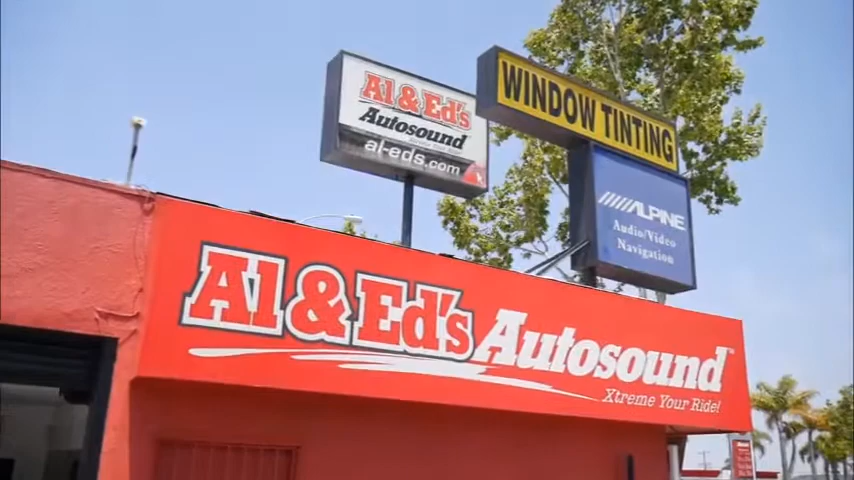 Al & Ed's
Autosound
al-eds.com
WINDOW TINTING
ALPINE
Audio/Video
Navigation
Al & Ed's Autosound
Xtreme Your Ride!